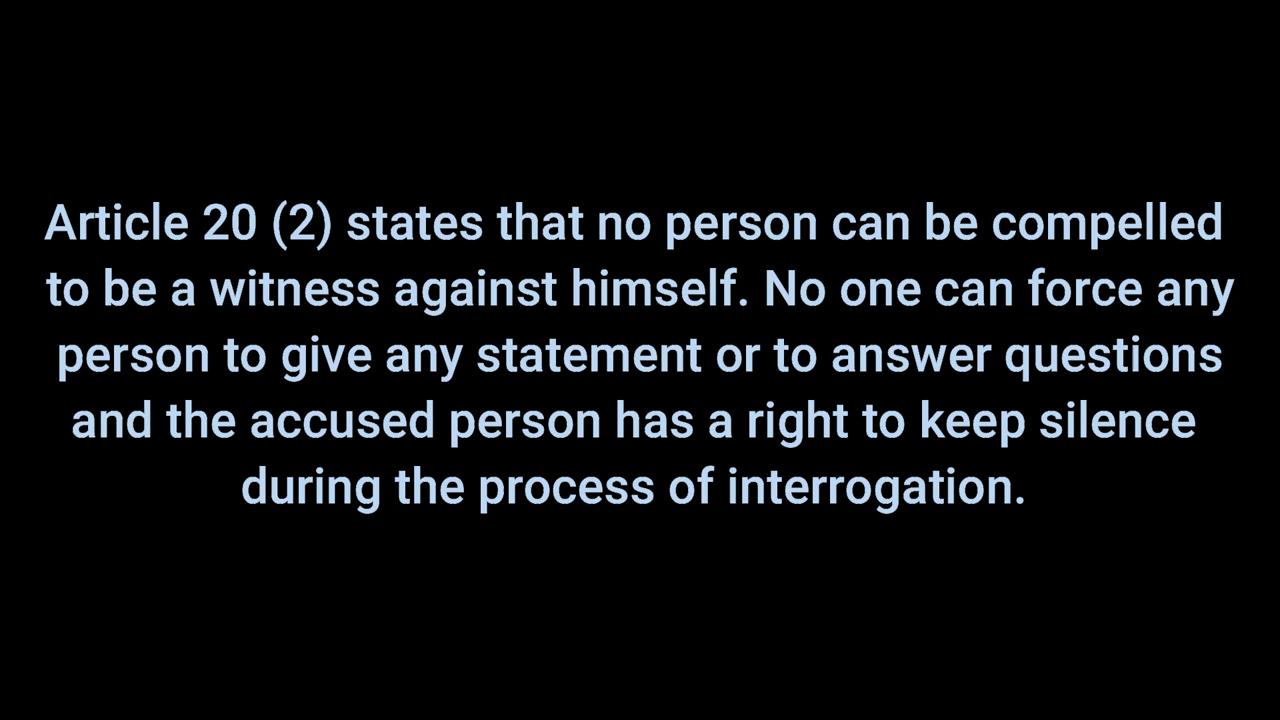 Article 20 (2) states that no person can be compelled
to be a witness against himself. No one can force any
person to give any statement or to answer questions
and the accused person has a right to keep silence
during the process of interrogation.